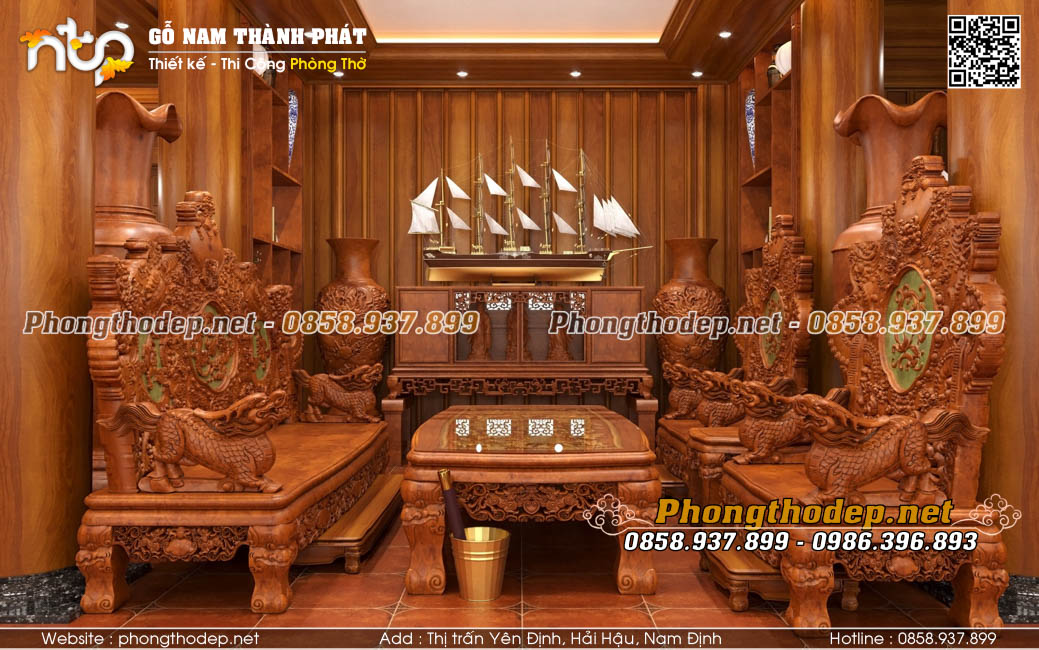 ntp
GỖ NAM THÀNH PHÁT
Thiết kế - Thi Công Phòng Thờ
Phongthodep.net - 0858.937.899
Phongthodep.net - 0858.937.899
Phongthodep.net
0858.937.899 - 0986.396.893
Website : phongthodep.net
Add : Thị trấn Yên Định, Hải Hậu, Nam Định
Hotline : 0858.937.899